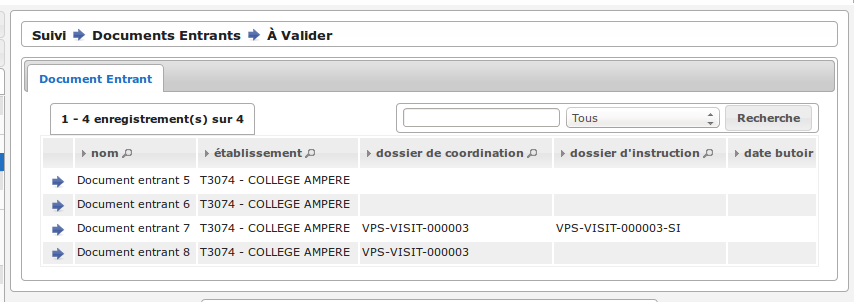 Suivi Documents Entrants À Valider
Document Entrant
1 - 4 enregistrement(s) sur 4 Tous Recherche
nom établissement dossier de coordination dossier d'instruction date butoir
Document entrant 5 T3074 - COLLEGE AMPERE
Document entrant 6 T3074 - COLLEGE AMPERE
Document entrant 7 T3074 - COLLEGE AMPERE VPS-VISIT-000003 VPS-VISIT-000003-SI
Document entrant 8 T3074 - COLLEGE AMPERE VPS-VISIT-000003